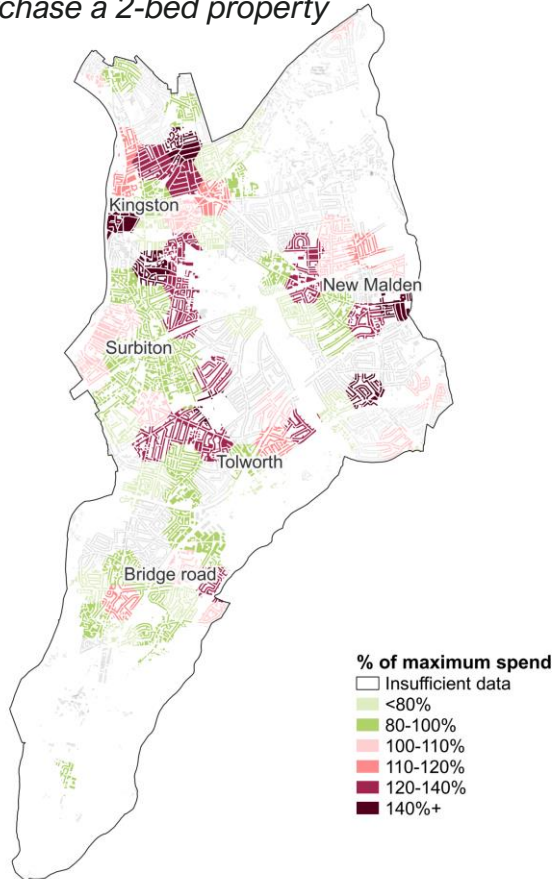 chase a 2-bed property
Kingston
New Malden
Surbiton
Tolworth
Bridge road
% of maximum spend
Insufficient data
<80%
80-100%
100-110%
110-120%
120-140%
140%+